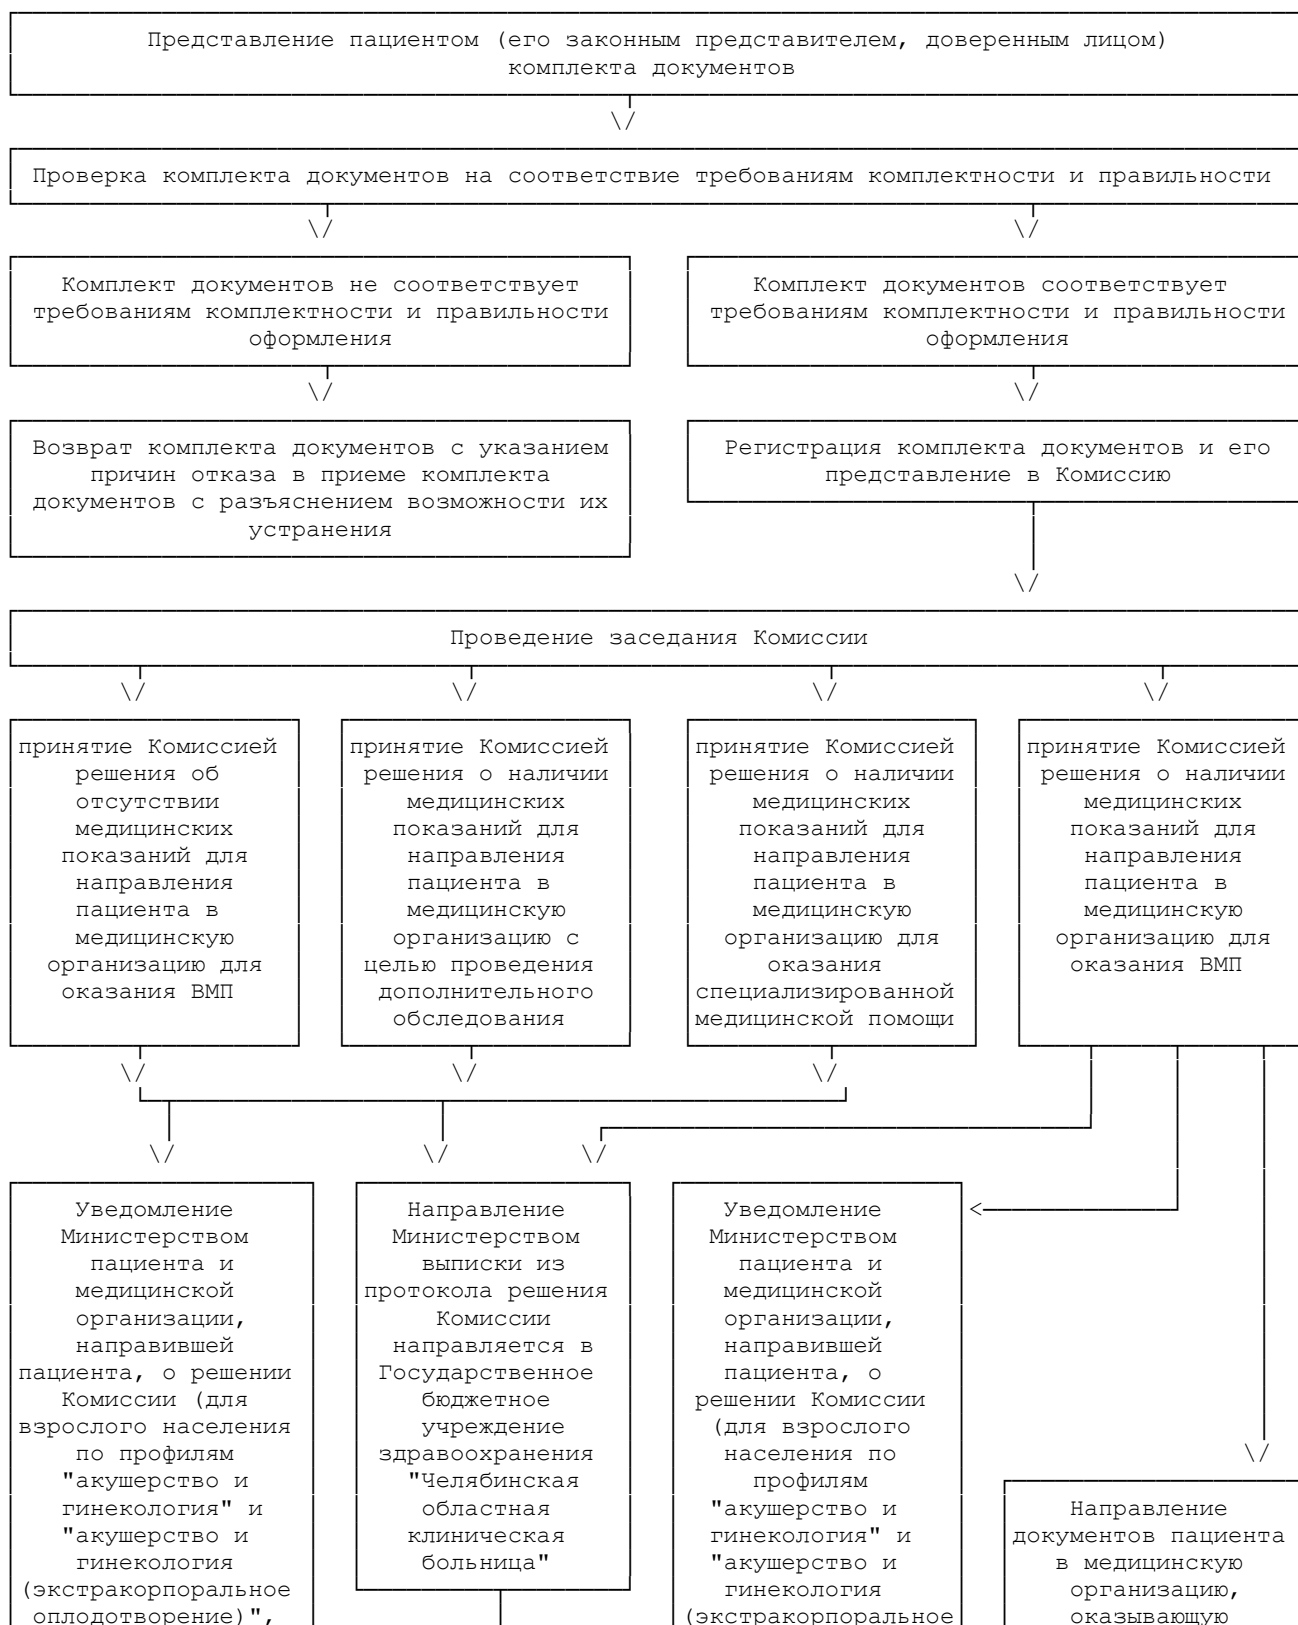 Представление пациентом (его законным представителем, доверенным лицом)
комплекта документов
Проверка комплекта документов на соответствие требованиям комплектности и правильности
Комплект документов не соответствует
требованиям комплектности и правильности
оформления
Комплект документов соответствует
требованиям комплектности и правильности
оформления
Возврат комплекта документов с указанием
причин отказа в приеме комплекта
документов с разъяснением возможности их
устранения
Регистрация комплекта документов и его
представление в Комиссию
Проведение заседания Комиссии
принятие Комиссией
решения об
отсутствии
медицинских
показаний для
направления
пациента в
медицинскую
организацию для
оказания ВМП
принятие Комиссией
решения о наличии
медицинских
показаний для
направления
пациента в
медицинскую
организацию с
целью проведения
дополнительного
обследования
принятие Комиссией
решения о наличии
медицинских
показаний для
направления
пациента в
медицинскую
организацию для
оказания
специализированной
медицинской помощи
принятие Комиссией
решения о наличии
медицинских
показаний для
направления
пациента в
медицинскую
организацию для
оказания ВМП
Уведомление
Министерством
пациента и
медицинской
организации,
направившей
пациента, о решении
Комиссии (для
взрослого населения
по профилям
"акушерство и
гинекология" и
"акушерство и
гинекология
(экстракорпоральное
оплодотворение)",
Направление
Министерством
выписки из
протокола решения
Комиссии
направляется в
Государственное
бюджетное
учреждение
здравоохранения
"Челябинская
областная
клиническая
больница"
Уведомление
Министерством
пациента и
медицинской
организации,
направившей
пациента, о
решении Комиссии
(для взрослого
населения по
профилям
"акушерство и
гинекология" и
"акушерство и
гинекология
(экстракорпоральное
Направление
документов пациента
в медицинскую
организацию,
оказывающую